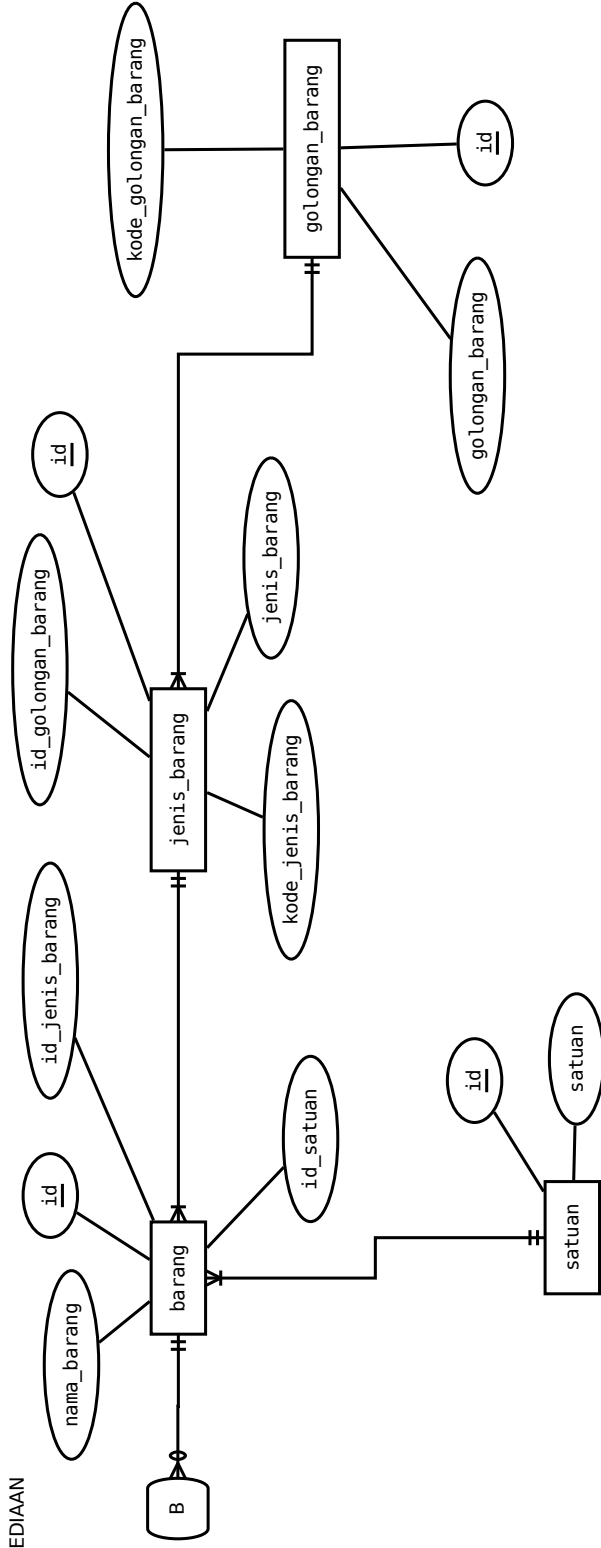 EDIAAN
B
nama_barang
id
id_jenis_barang
barang
id_satuan
id_golongan_barang
id
jenis_barang
kode_jenis_barang
jenis_barang
kode_golongan_barang
golongan_barang
golongan_barang
id
id
satuan
satuan